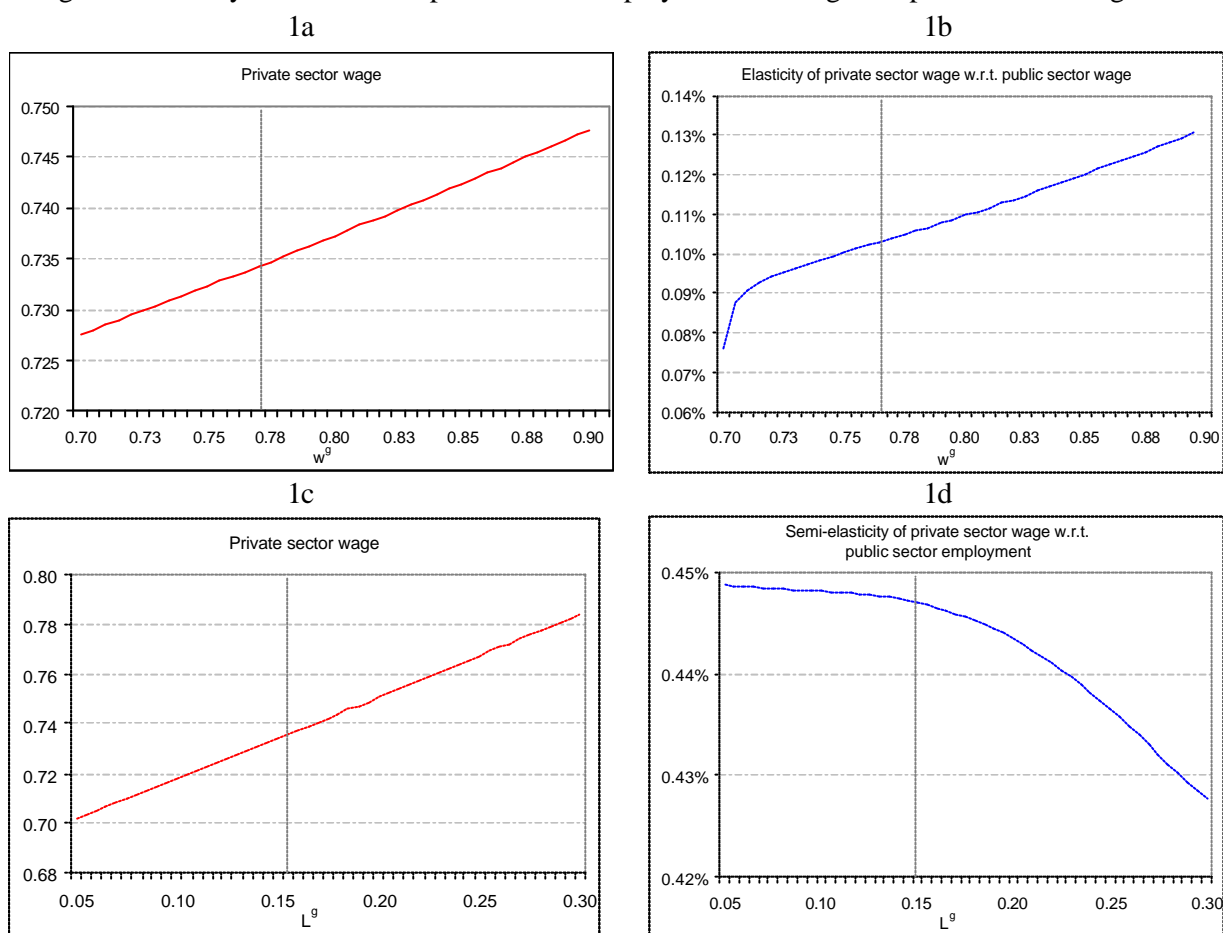 1a
Private sector wage
0.750
0.745
0.740
0.735
0.730
0.725
0.720
0.70 0.73 0.75 0.78 0.80 0.83 0.85 0.88 0.90
w^g
1b
Elasticity of private sector wage w.r.t. public sector wage
0.14%
0.13%
0.12%
0.11%
0.10%
0.09%
0.08%
0.07%
0.06%
0.70 0.73 0.75 0.78 0.80 0.83 0.85 0.88 0.90
w^g
1c
Private sector wage
0.80
0.78
0.76
0.74
0.72
0.70
0.68
0.05 0.10 0.15 0.20 0.25 0.30
L^g
1d
Semi-elasticity of private sector wage w.r.t.
public sector employment
0.45%
0.44%
0.43%
0.42%
0.05 0.10 0.15 0.20 0.25 0.30
L^g